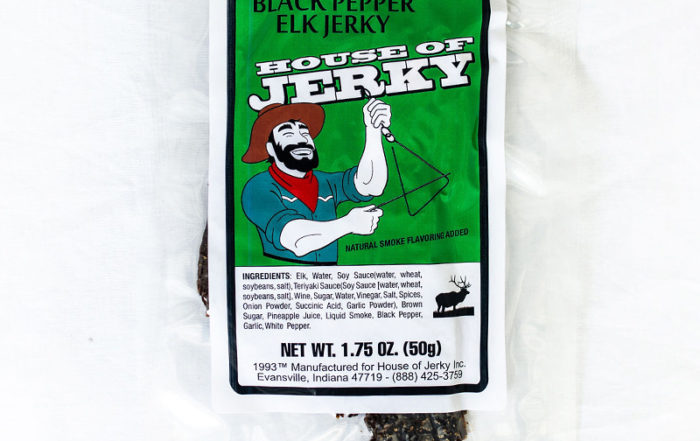 BLACK PEPPER
ELK JERKY
HOUSE OF
JERKY
NATURAL SMOKE FLAVORING ADDED
INGREDIENTS: Elk, Water, Soy Sauce(water, wheat,
soybeans, salt), Teriyaki Sauce(Soy Sauce [water, wheat,
soybeans, salt], Wine, Sugar, Water, Vinegar, Salt, Spices,
Onion Powder, Succinic Acid, Garlic Powder), Brown
Sugar, Pineapple Juice, Liquid Smoke, Black Pepper,
Garlic, White Pepper.
NET WT. 1.75 OZ. (50g)
1993™ Manufactured for House of Jerky Inc.
Evansville, Indiana 47719 - (888) 425-3759